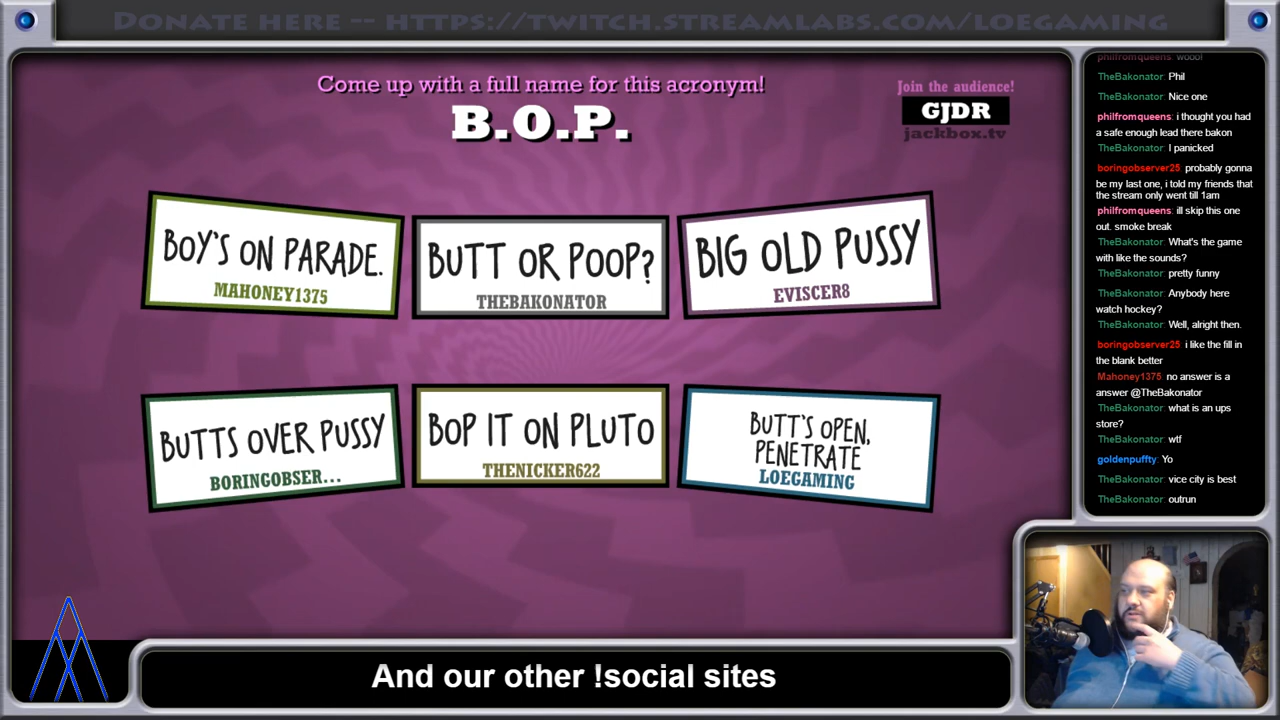 Donate here -- https://twitch.streamlabs.com/loegaming
Come up with a full name for this acronym!
B.O.P.
Join the audience!
GJDR
jackbox.tv
BOY'S ON PARADE.
MAHONEY1375
BUTT OR POOP?
THEBAKONATOR
BIG OLD PUSSY
EVISCER8
BUTTS OVER PUSSY
BORINGOBSER...
BOP IT ON PLUTO
THENICKER622
BUTT'S OPEN,
PENETRATE
LOEGAMING
philfromqueens: wooo!
TheBakonator: Phil
TheBakonator: Nice one
philfromqueens: i thought you had
a safe enough lead there bakon
TheBakonator: I panicked
boringobserver25: probably gonna
be my last one, i told my friends that
the stream only went till 1am
philfromqueens: ill skip this one
out. smoke break
TheBakonator: What's the game
with like the sounds?
TheBakonator: pretty funny
TheBakonator: Anybody here
watch hockey?
TheBakonator: Well, alright then.
boringobserver25: i like the fill in
the blank better
Mahoney1375: no answer is a
answer @TheBakonator
TheBakonator: what is an ups
store?
TheBakonator: wtf
goldenpuffty: Yo
TheBakonator: vice city is best
TheBakonator: outrun
And our other !social sites